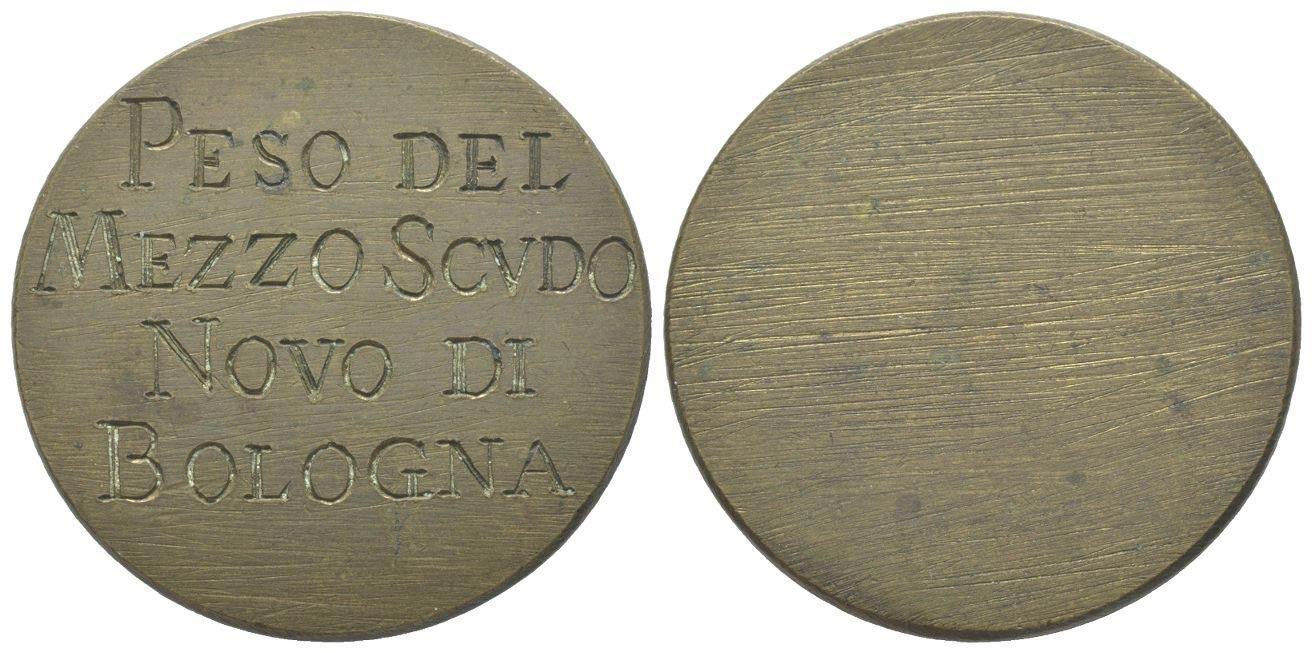 PESO DEL
MEZZO SCVDO
NOVO DI
BOLOGNA